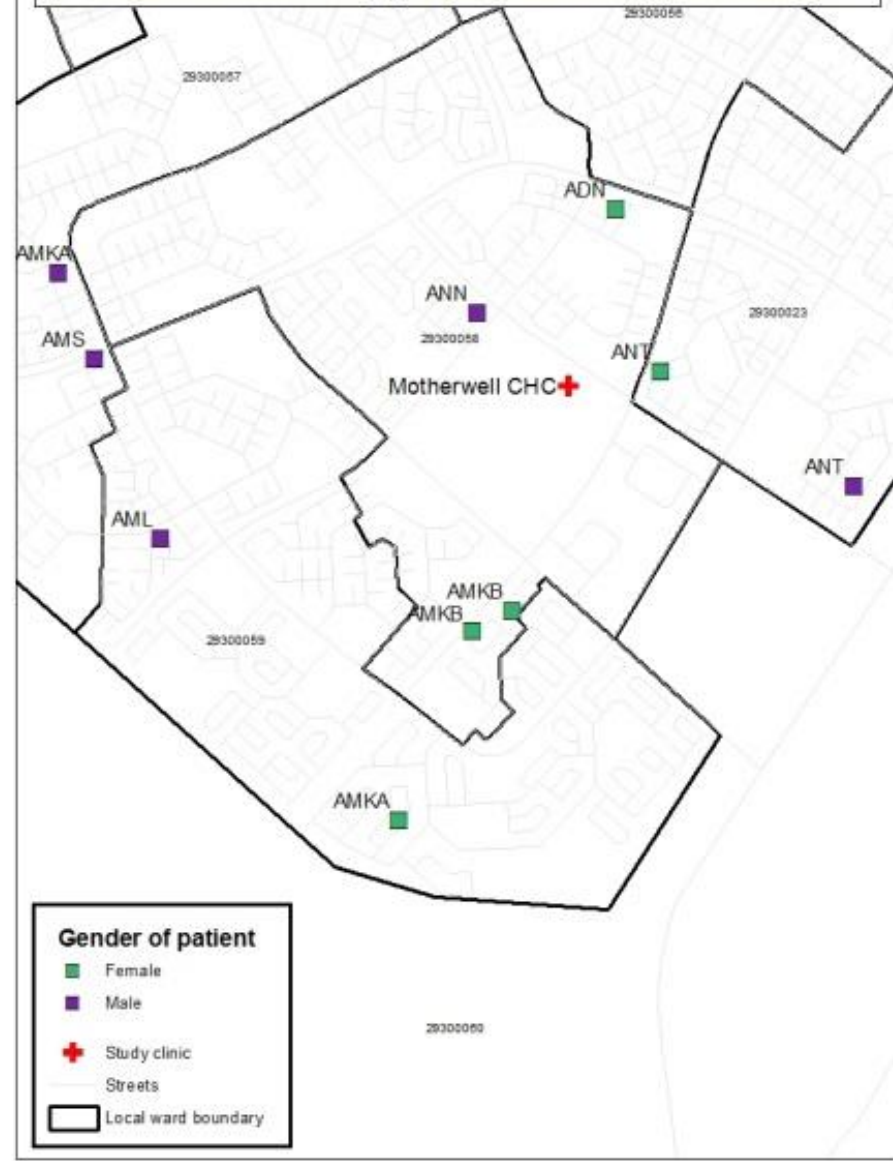 29300056
29300057
ADN
AMKA
ANN
29300023
29300058
AMS
ANT
Motherwell CHC
ANT
AML
AMKB
AMKB
29300059
AMKA
Gender of patient
Female
Male
Study clinic
Streets
Local ward boundary
29300060